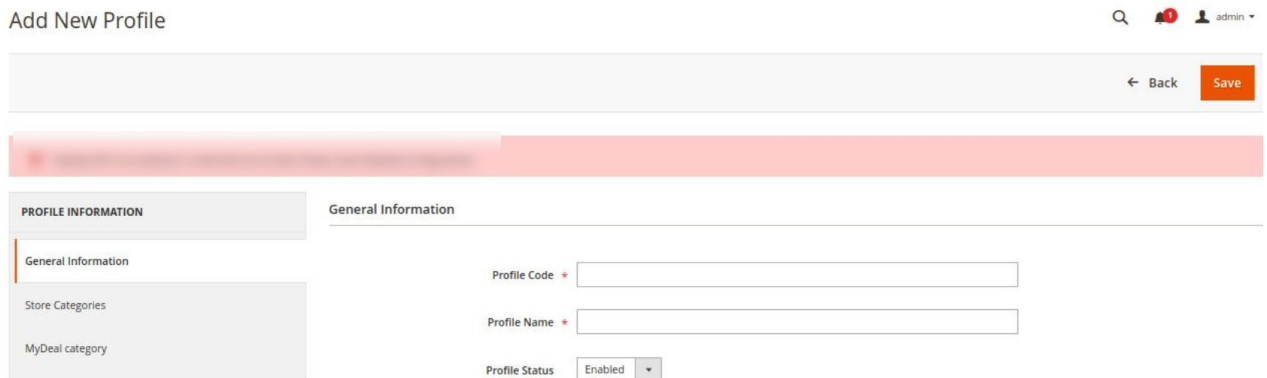 Add New Profile
1
admin
Back
Save
PROFILE INFORMATION
General Information
General Information
Profile Code *
Store Categories
Profile Name *
MyDeal category
Profile Status Enabled